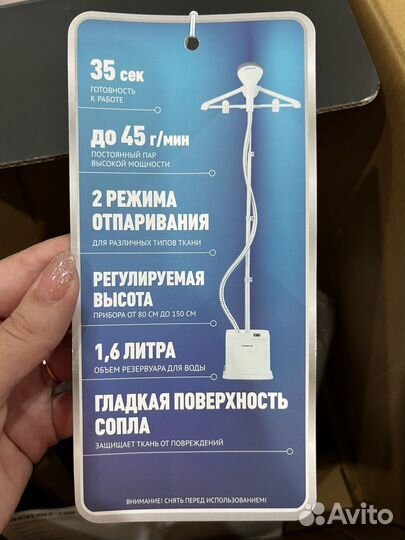 35 сек
ГОТОВНОСТЬ
К РАБОТЕ
ДО 45 г/мин
ПОСТОЯННЫЙ ПАР
ВЫСОКОЙ МОЩНОСТИ
2 РЕЖИМА
ОТПАРИВАНИЯ
ДЛЯ РАЗЛИЧНЫХ ТИПОВ ТКАНИ
РЕГУЛИРУЕМАЯ
ВЫСОТА
ПРИБОРА ОТ 80 СМ ДО 150 СМ
1,6 ЛИТРА
ОБЪЕМ РЕЗЕРВУАРА ДЛЯ ВОДЫ
ГЛАДКАЯ ПОВЕРХНОСТЬ
СОПЛА
ЗАЩИЩАЕТ ТКАНЬ ОТ ПОВРЕЖДЕНИЙ
ВНИМАНИЕ! СНЯТЬ ПЕРЕД ИСПОЛЬЗОВАНИЕМ!
Avito